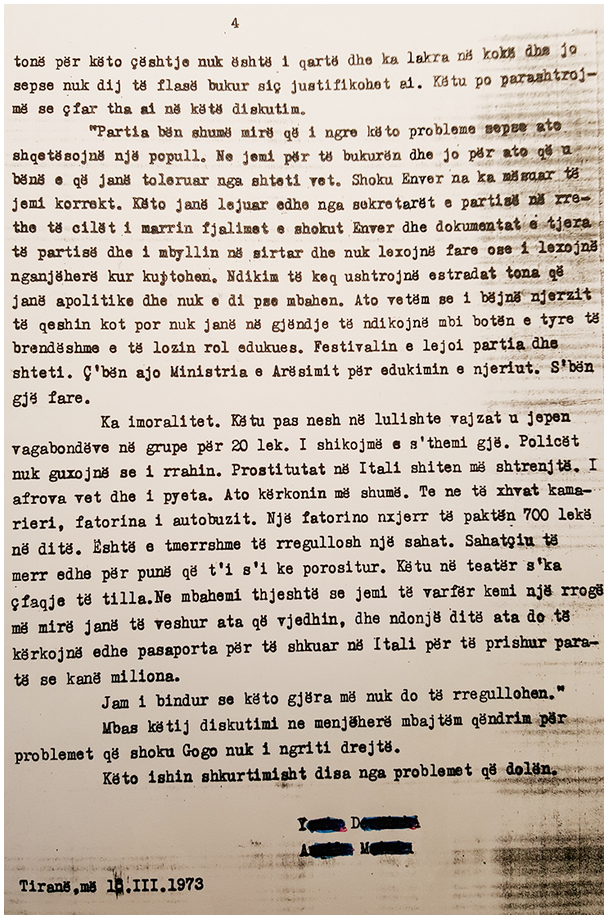 4
tonë për këto çështje nuk është i qartë dhe ka lakra në kokë dhe jo
sepse nuk dij të flasë bukur siç justifikohet ai. Këtu po parashtroj-
më se çfar tha ai në këtë diskutim.
"Partia bën shumë mirë që i ngre këto probleme sepse ato
shqetësojnë një popull. Ne jemi për të bukurën dhe jo për ato që u
bënë e që janë toleruar nga shteti vet. Shoku Enver na ka mësuar të
jemi korrekt. Këto janë lejuar edhe nga sekretarët e partisë në rre-
the të cilët i marrin fjalimet e shokut Enver dhe dokumentat e tjera
të partisë dhe i mbyllin në sirtar dhe nuk lexojnë fare ose i lexojnë
nganjëherë kur kuptohen. Ndikim të keq ushtrojnë estradat tona që
janë apolitike dhe nuk e di pse mbahen. Ato vetëm se i bëjnë njerzit
të qeshin kot por nuk janë në gjëndje të ndikojnë mbi botën e tyre të
brendëshme e të lozin rol edukues. Festivalin e lejoi partia dhe
shteti. Ç'bën ajo Ministria e Arësimit për edukimin e njeriut. S'bën
gjë fare.
Ka imoralitet. Këtu pas nesh në lulishte vajzat u jepen
vagabondëve në grupe për 20 lek. I shikojmë e s'themi gjë. Policët
nuk guxojnë se i rrahin. Prostitutat në Itali shiten më shtrenjtë. I
afrova vet dhe i pyeta. Ato kërkonin më shumë. Te ne të xhvat kama-
rieri, fatorina i autobuzit. Një fatorino nxjerr të paktën 700 lekë
në ditë. Është e tmerrshme të rregullosh një sahat. Sahatçiu të
merr edhe për punë që t'i s'i ke porositur. Këtu në teatër s'ka
çfaqje të tilla.Ne mbahemi thjeshtë se jemi të varfër kemi një rrogë
më mirë janë të veshur ata që vjedhin, dhe ndonjë ditë ata do të
kërkojnë edhe pasaporta për të shkuar në Itali për të prishur para-
të se kanë miliona.
Jam i bindur se këto gjëra më nuk do të rregullohen."
Mbas këtij diskutimi ne menjëherë mbajtëm qëndrim për
problemet që shoku Gogo nuk i ngriti drejtë.
Këto ishin shkurtimisht disa nga problemet që dolën.
Y D
A M
Tiranë,më 1.III.1973